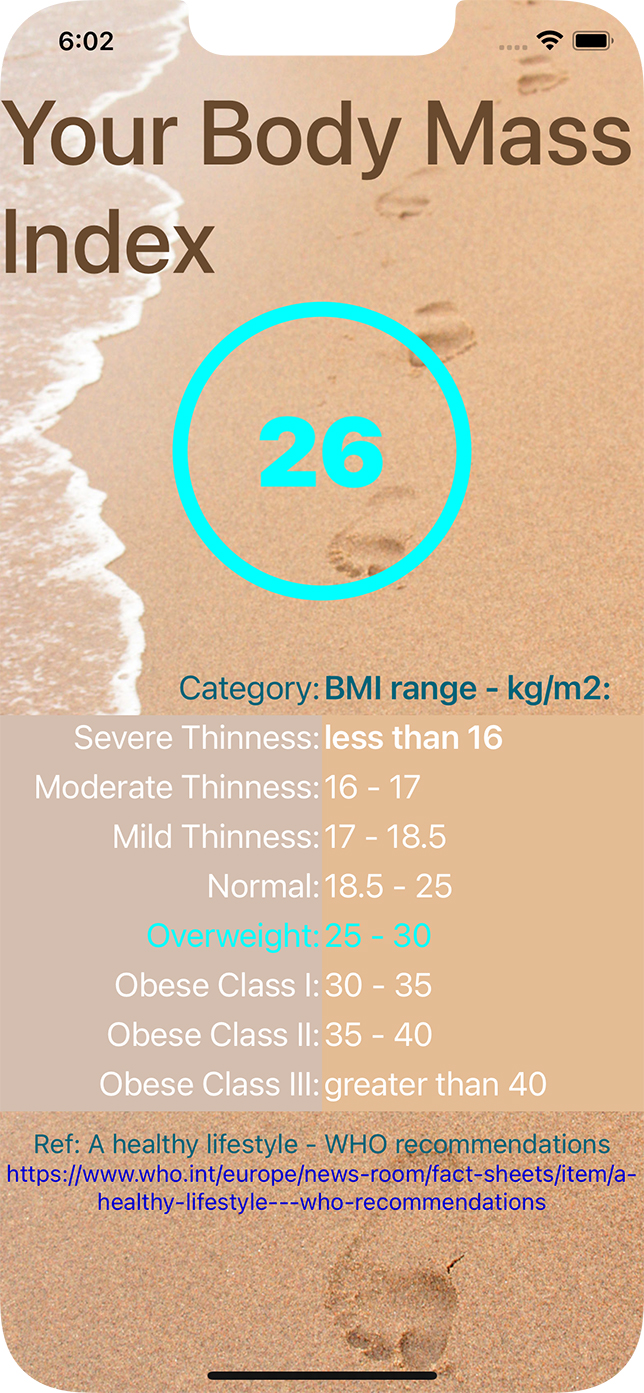 6:02
Your Body Mass
Index
26
Category: BMI range - kg/m2:
Severe Thinness: less than 16
Moderate Thinness: 16 - 17
Mild Thinness: 17 - 18.5
Normal: 18.5 - 25
Overweight: 25 - 30
Obese Class I: 30 - 35
Obese Class II: 35 - 40
Obese Class III: greater than 40
Ref: A healthy lifestyle - WHO recommendations
https://www.who.int/europe/news-room/fact-sheets/item/a-
healthy-lifestyle---who-recommendations